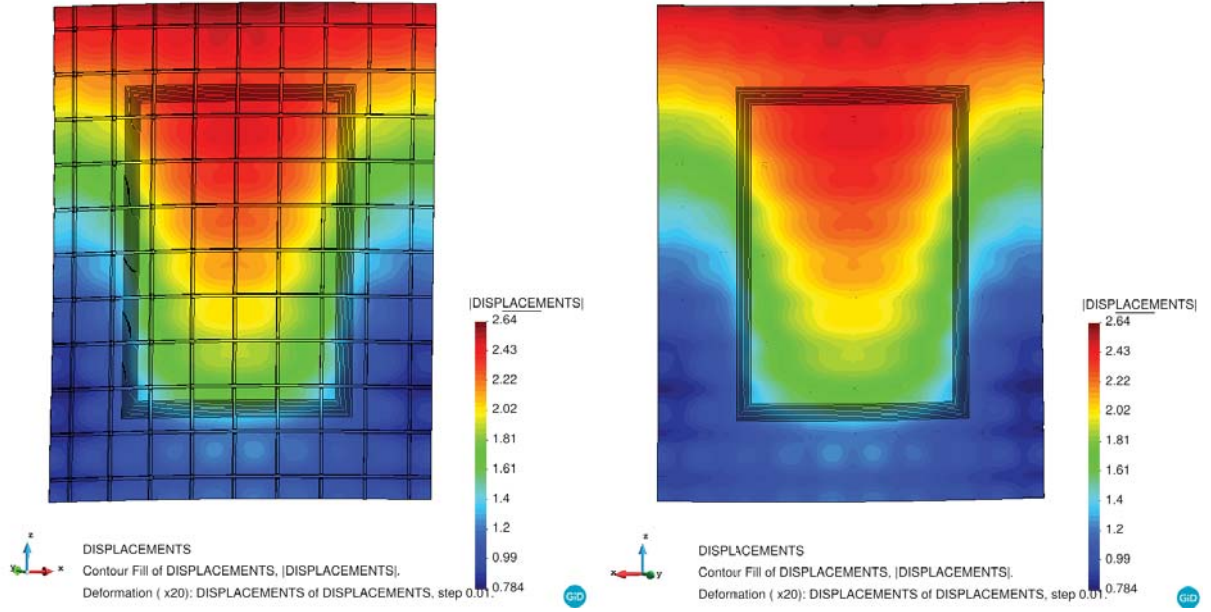 |DISPLACEMENTS|
2.64
2.43
2.22
2.02
1.81
1.61
1.4
1.2
0.99
0.784
z
y
x
DISPLACEMENTS
Contour Fill of DISPLACEMENTS, |DISPLACEMENTS|.
Deformation ( x20): DISPLACEMENTS of DISPLACEMENTS, step 0.01.
GiD
|DISPLACEMENTS|
2.64
2.43
2.22
2.02
1.81
1.61
1.4
1.2
0.99
0.784
z
x
y
DISPLACEMENTS
Contour Fill of DISPLACEMENTS, |DISPLACEMENTS|.
Deformation ( x20): DISPLACEMENTS of DISPLACEMENTS, step 0.01.
GiD